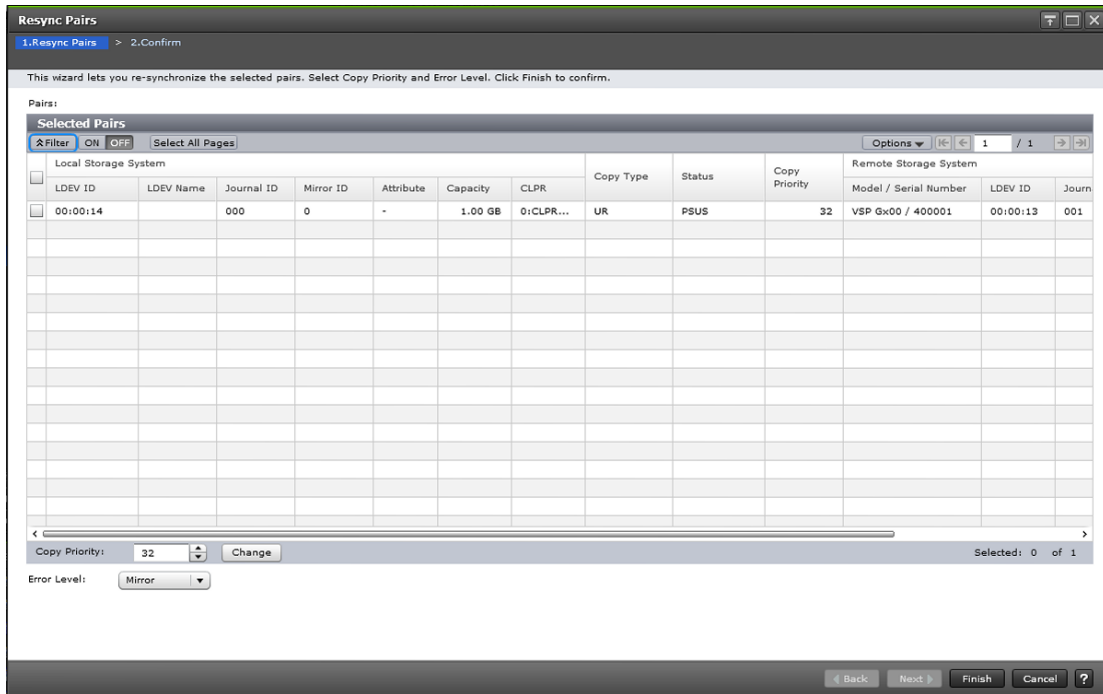 Resync Pairs
1.Resync Pairs > 2.Confirm
This wizard lets you re-synchronize the selected pairs. Select Copy Priority and Error Level. Click Finish to confirm.
Pairs:
Selected Pairs
Filter ON OFF Select All Pages Options 1 / 1
Local Storage System Copy Type Status Copy Priority Remote Storage System
LDEV ID LDEV Name Journal ID Mirror ID Attribute Capacity CLPR Model / Serial Number LDEV ID Journ
00:00:14 000 0 - 1.00 GB 0:CLPR... UR PSUS 32 VSP Gx00 / 400001 00:00:13 001
Copy Priority: 32 Change Selected: 0 of 1
Error Level: Mirror
Back Next Finish Cancel ?